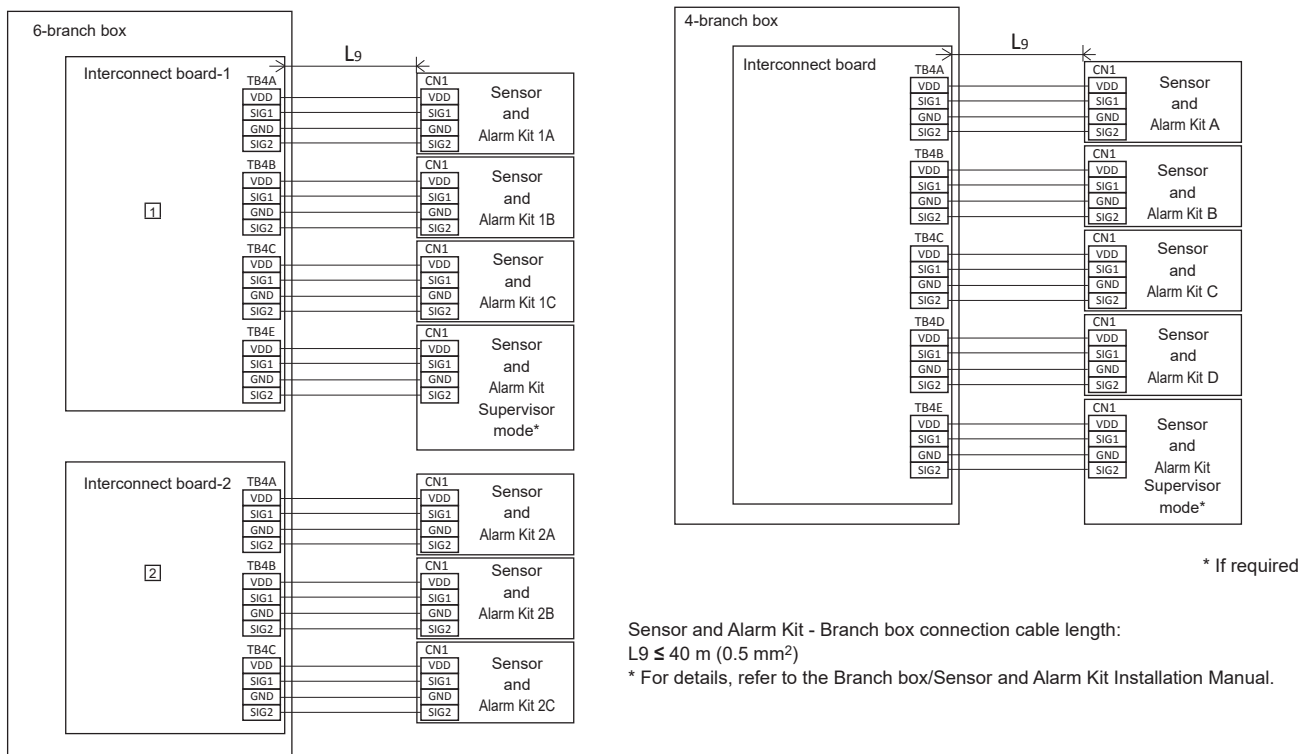 6-branch box
Interconnect board-1
L9
TB4A
VDD
SIG1
GND
SIG2
CN1
VDD
SIG1
GND
SIG2
Sensor
and
Alarm Kit 1A
TB4B
VDD
SIG1
GND
SIG2
CN1
VDD
SIG1
GND
SIG2
Sensor
and
Alarm Kit 1B
1
TB4C
VDD
SIG1
GND
SIG2
CN1
VDD
SIG1
GND
SIG2
Sensor
and
Alarm Kit 1C
TB4E
VDD
SIG1
GND
SIG2
CN1
VDD
SIG1
GND
SIG2
Sensor
and
Alarm Kit
Supervisor
mode*
Interconnect board-2
TB4A
VDD
SIG1
GND
SIG2
CN1
VDD
SIG1
GND
SIG2
Sensor
and
Alarm Kit 2A
2
TB4B
VDD
SIG1
GND
SIG2
CN1
VDD
SIG1
GND
SIG2
Sensor
and
Alarm Kit 2B
TB4C
VDD
SIG1
GND
SIG2
CN1
VDD
SIG1
GND
SIG2
Sensor
and
Alarm Kit 2C
4-branch box
Interconnect board
L9
TB4A
VDD
SIG1
GND
SIG2
CN1
VDD
SIG1
GND
SIG2
Sensor
and
Alarm Kit A
TB4B
VDD
SIG1
GND
SIG2
CN1
VDD
SIG1
GND
SIG2
Sensor
and
Alarm Kit B
TB4C
VDD
SIG1
GND
SIG2
CN1
VDD
SIG1
GND
SIG2
Sensor
and
Alarm Kit C
TB4D
VDD
SIG1
GND
SIG2
CN1
VDD
SIG1
GND
SIG2
Sensor
and
Alarm Kit D
TB4E
VDD
SIG1
GND
SIG2
CN1
VDD
SIG1
GND
SIG2
Sensor
and
Alarm Kit
Supervisor
mode*
* If required
Sensor and Alarm Kit - Branch box connection cable length:
L9 ≤ 40 m (0.5 mm²)
* For details, refer to the Branch box/Sensor and Alarm Kit Installation Manual.